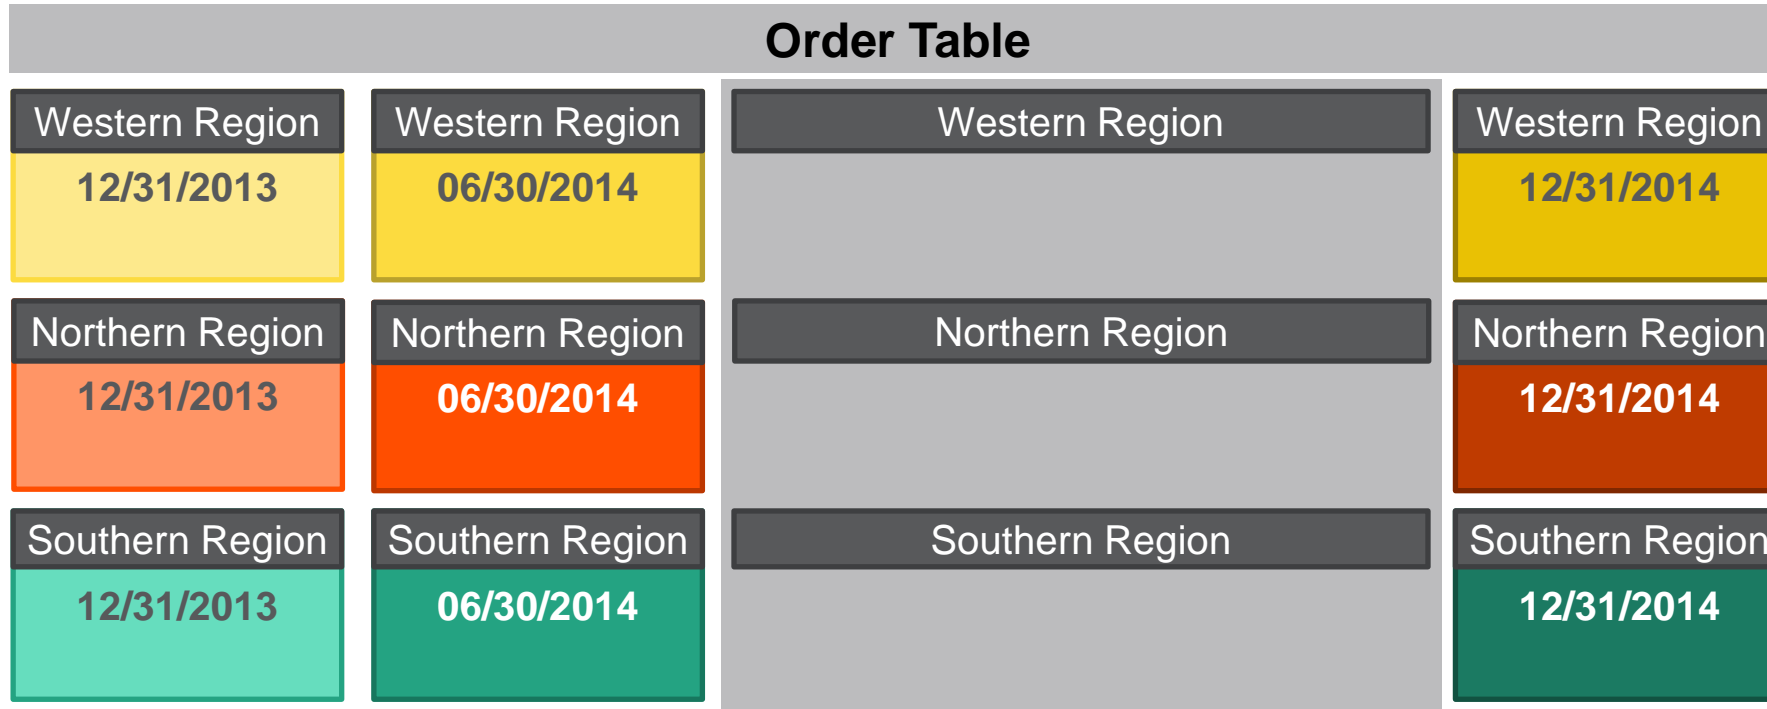 Order Table
Western Region
Western Region
Western Region
Western Region
12/31/2013
06/30/2014
12/31/2014
Northern Region
Northern Region
Northern Region
Northern Region
12/31/2013
06/30/2014
12/31/2014
Southern Region
Southern Region
Southern Region
Southern Region
12/31/2013
06/30/2014
12/31/2014